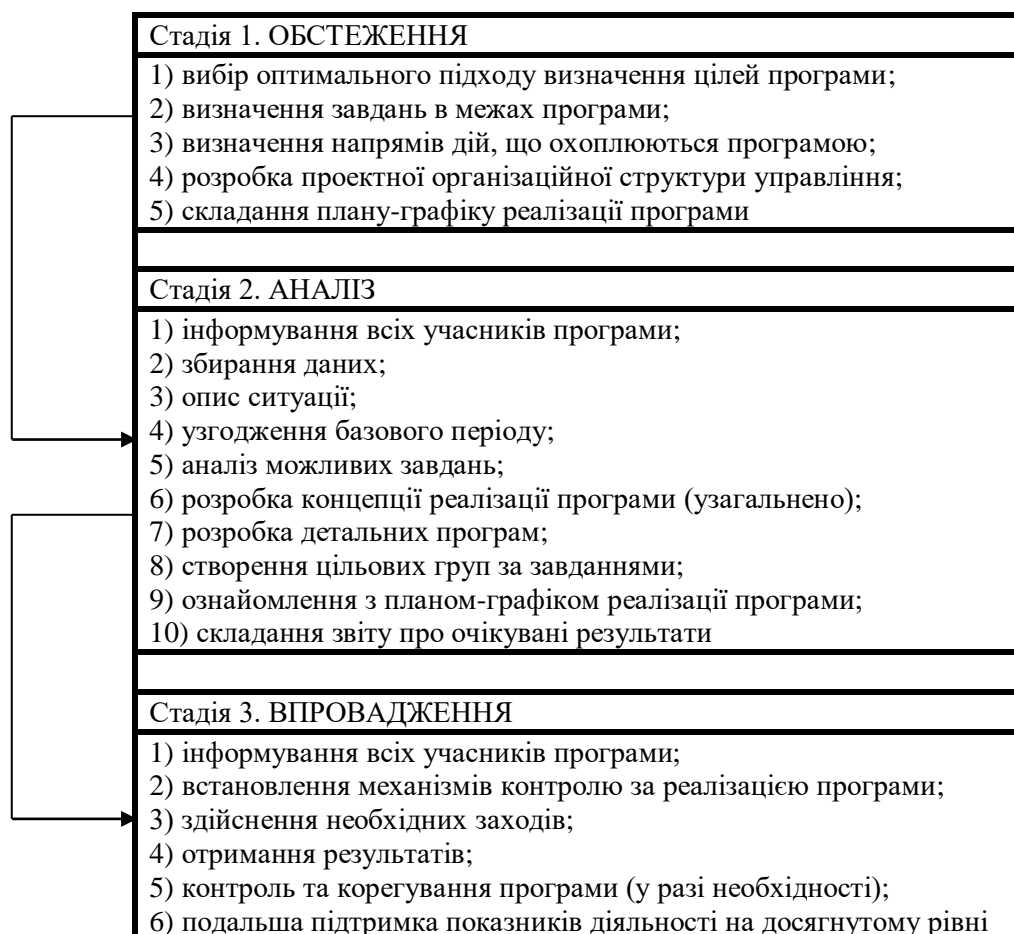 Стадія 1. ОБСТЕЖЕННЯ
1) вибір оптимального підходу визначення цілей програми;
2) визначення завдань в межах програми;
3) визначення напрямів дій, що охоплюються програмою;
4) розробка проектної організаційної структури управління;
5) складання плану-графіку реалізації програми
Стадія 2. АНАЛІЗ
1) інформування всіх учасників програми;
2) збирання даних;
3) опис ситуації;
4) узгодження базового періоду;
5) аналіз можливих завдань;
6) розробка концепції реалізації програми (узагальнено);
7) розробка детальних програм;
8) створення цільових груп за завданнями;
9) ознайомлення з планом-графіком реалізації програми;
10) складання звіту про очікувані результати
Стадія 3. ВПРОВАДЖЕННЯ
1) інформування всіх учасників програми;
2) встановлення механізмів контролю за реалізацією програми;
3) здійснення необхідних заходів;
4) отримання результатів;
5) контроль та корегування програми (у разі необхідності);
6) подальша підтримка показників діяльності на досягнутому рівні